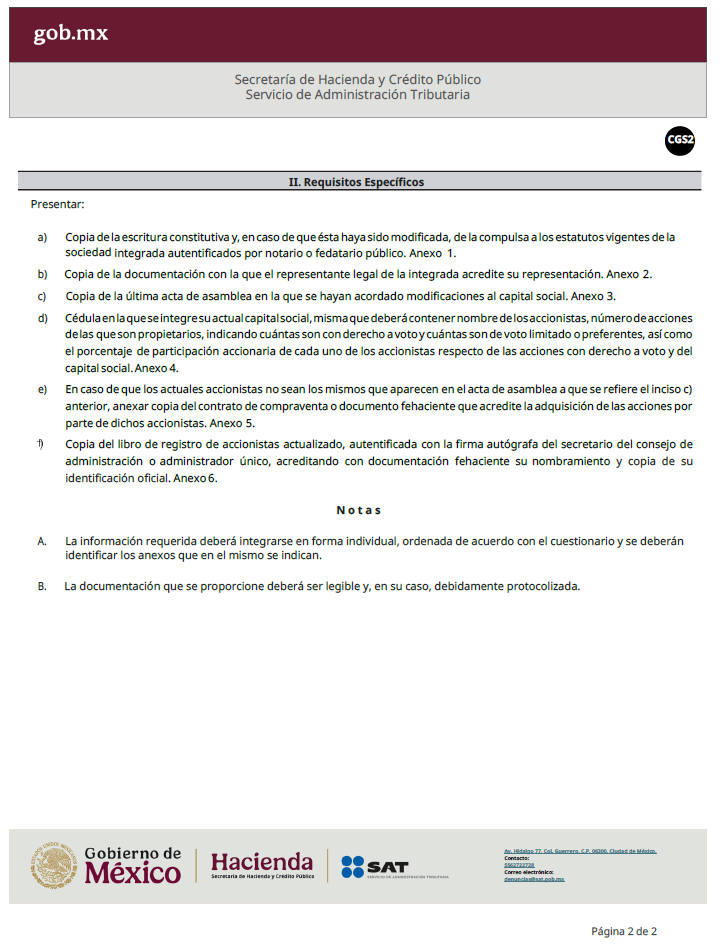 gob.mx
Secretaría de Hacienda y Crédito Público
Servicio de Administración Tributaria
CGS2
II. Requisitos Específicos
Presentar:
a) Copia de la escritura constitutiva y, en caso de que ésta haya sido modificada, de la compulsa a los estatutos vigentes de la
sociedad integrada autentificados por notario o fedatario público. Anexo 1.
b) Copia de la documentación con la que el representante legal de la integrada acredite su representación. Anexo 2.
c) Copia de la última acta de asamblea en la que se hayan acordado modificaciones al capital social. Anexo 3.
d) Cédula en la que se integre su actual capital social, misma que deberá contener nombre de los accionistas, número de acciones
de las que son propietarios, indicando cuántas son con derecho a voto y cuántas son de voto limitado o preferentes, así como
el porcentaje de participación accionaria de cada uno de los accionistas respecto de las acciones con derecho a voto y del
capital social. Anexo 4.
e) En caso de que los actuales accionistas no sean los mismos que aparecen en el acta de asamblea a que se refiere el inciso c)
anterior, anexar copia del contrato de compraventa o documento fehaciente que acredite la adquisición de las acciones por
parte de dichos accionistas. Anexo 5.
f) Copia del libro de registro de accionistas actualizado, autentificada con la firma autógrafa del secretario del consejo de
administración o administrador único, acreditando con documentación fehaciente su nombramiento y copia de su
identificación oficial. Anexo 6.
Notas
A. La información requerida deberá integrarse en forma individual, ordenada de acuerdo con el cuestionario y se deberán
identificar los anexos que en el mismo se indican.
B. La documentación que se proporcione deberá ser legible y, en su caso, debidamente protocolizada.
Gobierno de
México
Hacienda
Secretaría de Hacienda y Crédito Público
SAT
SERVICIO DE ADMINISTRACIÓN TRIBUTARIA
Av. Hidalgo 77, Col. Guerrero, C.P. 06300, Ciudad de México.
Contacto:
5562722728
Correo electrónico:
denuncias@sat.gob.mx
Página 2 de 2